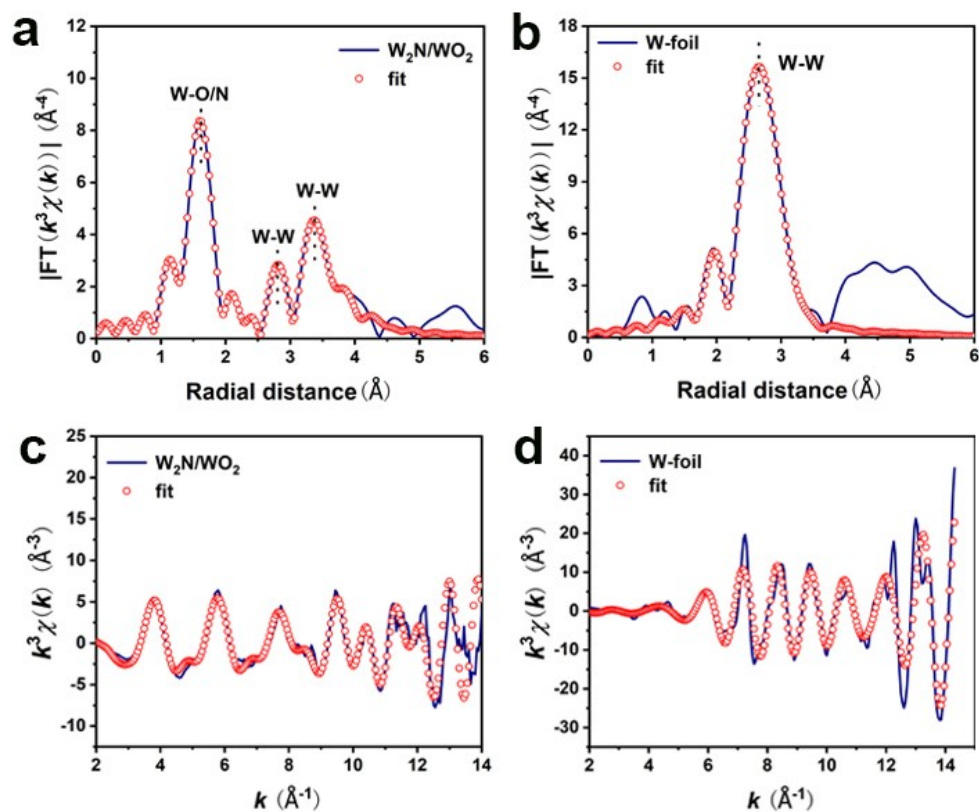 a
12
10
8
6
4
2
0
|FT(k³χ(k))| (Å⁻⁴)
W₂N/WO₂
fit
W-O/N
W-W
W-W
0 1 2 3 4 5 6
Radial distance(Å)
b
18
15
12
9
6
3
0
|FT(k³χ(k))| (Å⁻⁴)
W-foil
fit
W-W
0 1 2 3 4 5 6
Radial distance(Å)
c
25
20
15
10
5
0
-5
-10
k³χ(k) (Å⁻³)
W₂N/WO₂
fit
2 4 6 8 10 12 14
k (Å⁻¹)
d
40
30
20
10
0
-10
-20
-30
k³χ(k) (Å⁻³)
W-foil
fit
2 4 6 8 10 12 14
k (Å⁻¹)